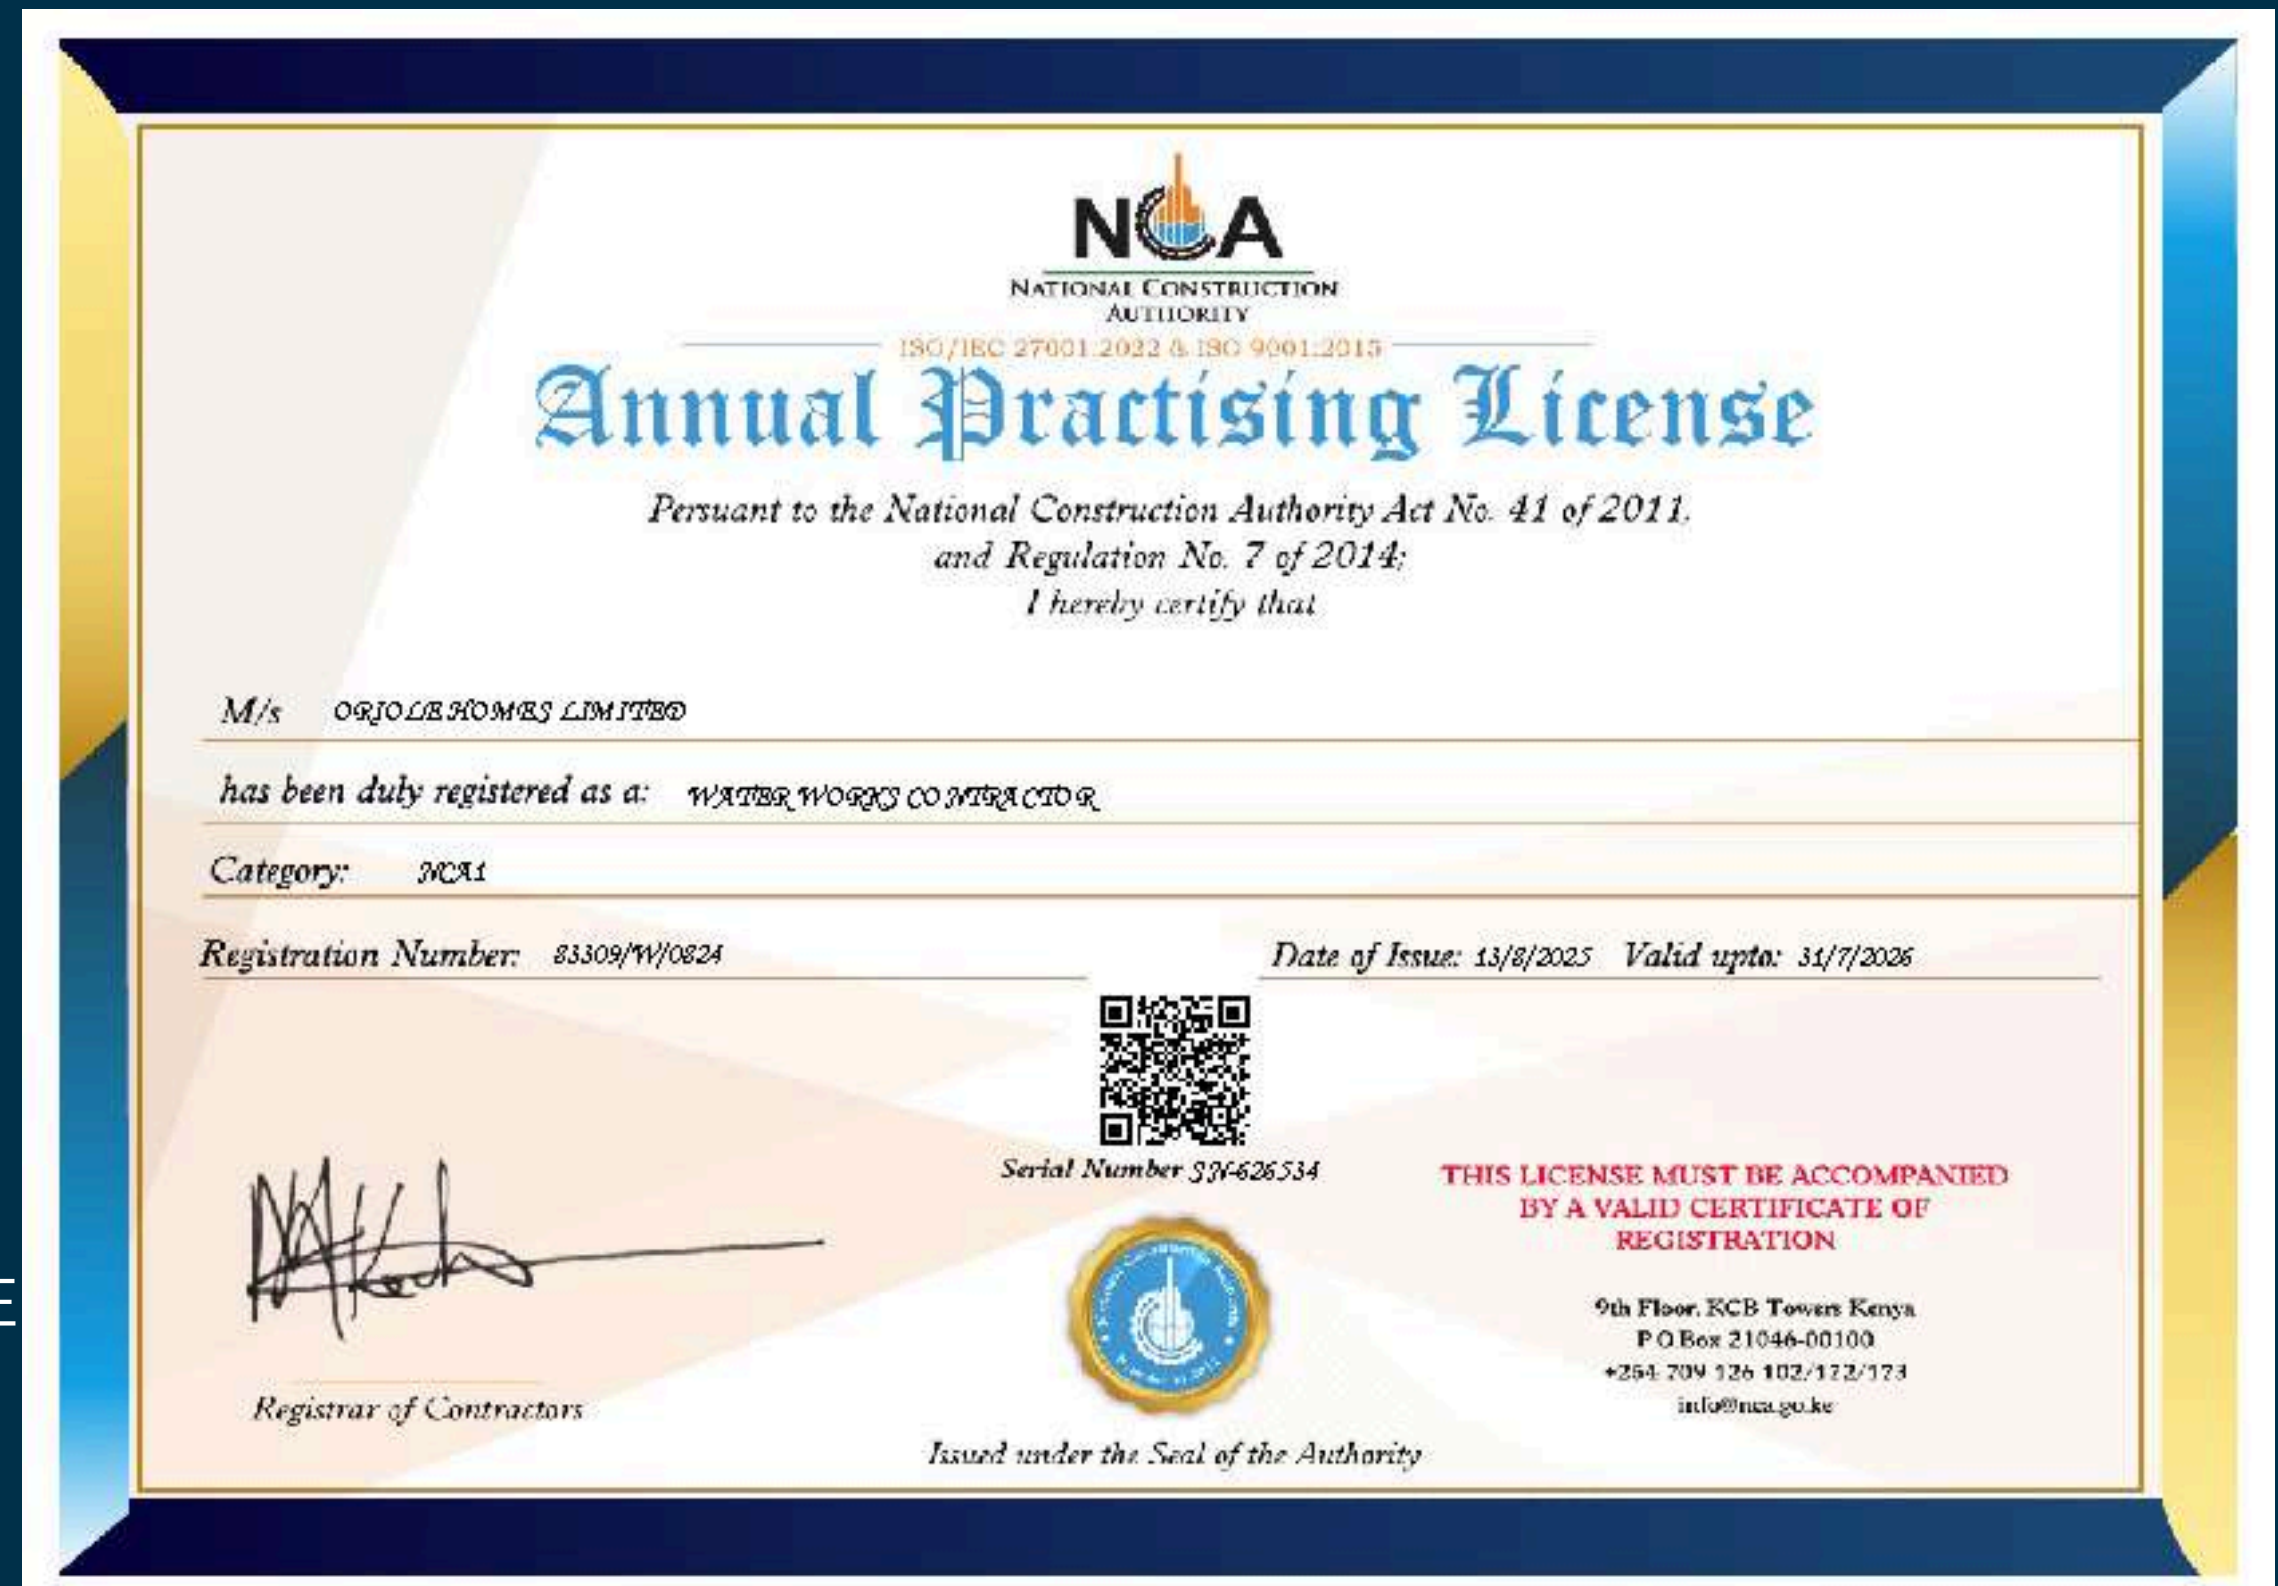 NCA
NATIONAL CONSTRUCTION
AUTHORITY
ISO/IEC 27001:2022 & ISO 9001:2015
Annual Practising License
Persuant to the National Construction Authority Act No. 41 of 2011,
and Regulation No. 7 of 2014;
I hereby certify that
M/s ORIOLE HOMES LIMITED
has been duly registered as a: WATER WORKS CONTRACTOR
Category: NCA1
Registration Number: 83309/W/0824
Date of Issue: 13/8/2025 Valid upto: 31/7/2026
Serial Number SN-626534
THIS LICENSE MUST BE ACCOMPANIED
BY A VALID CERTIFICATE OF
REGISTRATION
9th Floor, KCB Towers Kenya
P O Box 21046-00100
+254 709 126 102/172/173
info@nca.go.ke
Registrar of Contractors
Issued under the Seal of the Authority